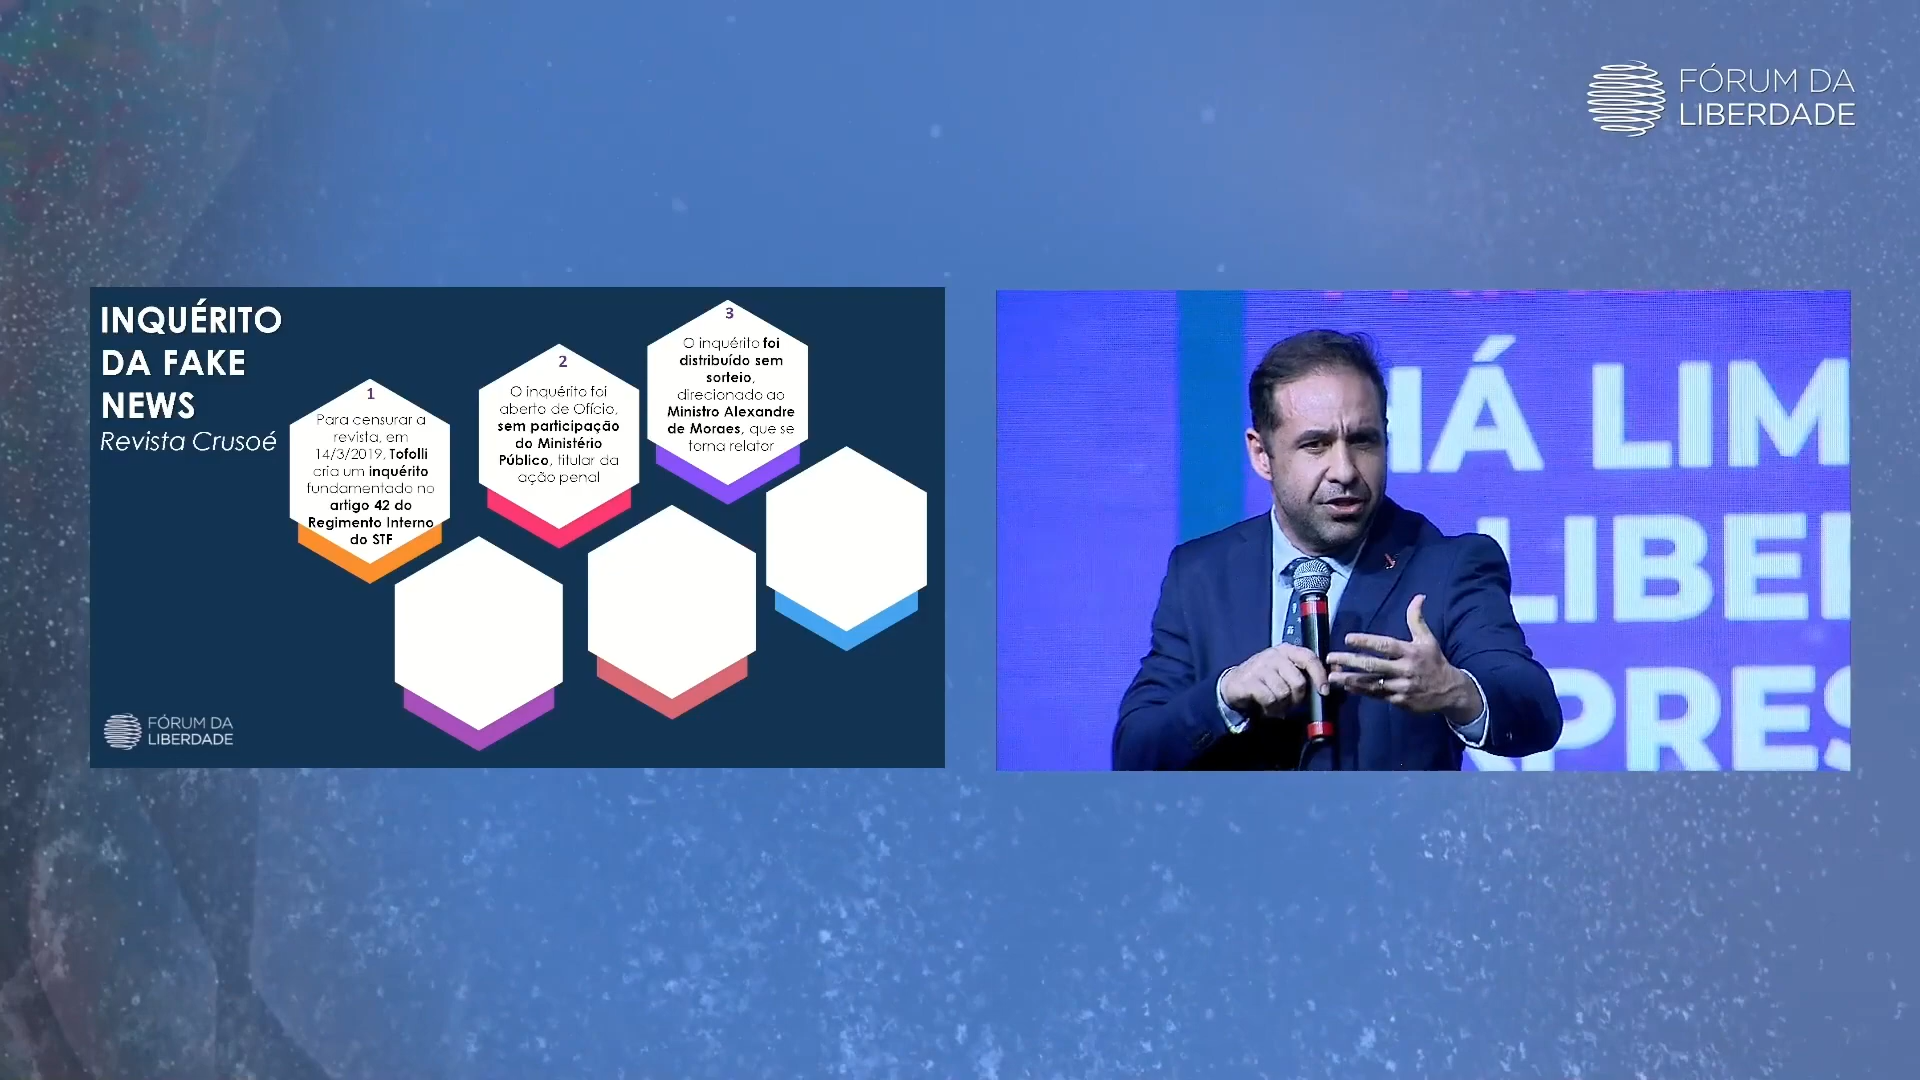 FÓRUM DA
LIBERDADE
INQUÉRITO
DA FAKE
NEWS
Revista Crusoé
1
Para censurar a
revista, em
14/3/2019, Tofolli
cria um inquérito
fundamentado no
artigo 42 do
Regimento Interno
do STF
2
O inquérito foi
aberto de Ofício,
sem participação
do Ministério
Público, titular da
ação penal
3
O inquérito foi
distribuído sem
sorteio,
direcionado ao
Ministro Alexandre
de Moraes, que se
torna relator
FÓRUM DA
LIBERDADE
HÁ LIM
LIBE
PRES